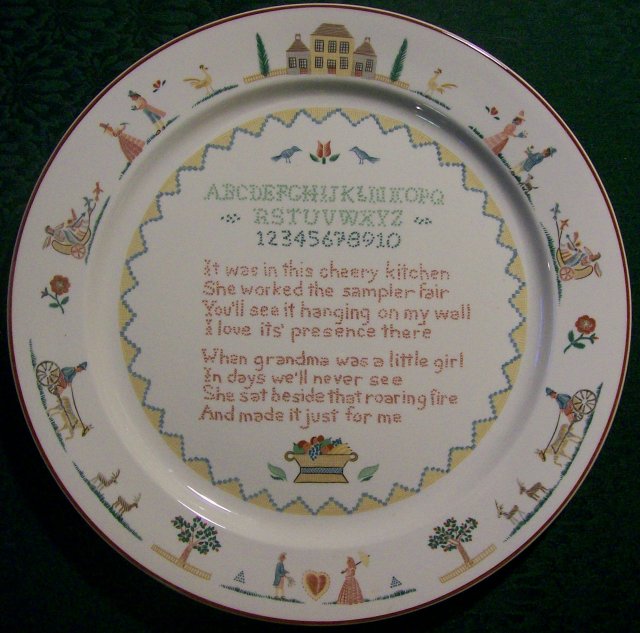 ABCDEFGHIJKLMNOPQ
RSTUVWXYZ
12345678910
It was in this cheery kitchen
She worked the sampler fair
You'll see it hanging on my wall
I love its' presence there
When grandma was a little girl
In days we'll never see
She sat beside that roaring fire
And made it just for me